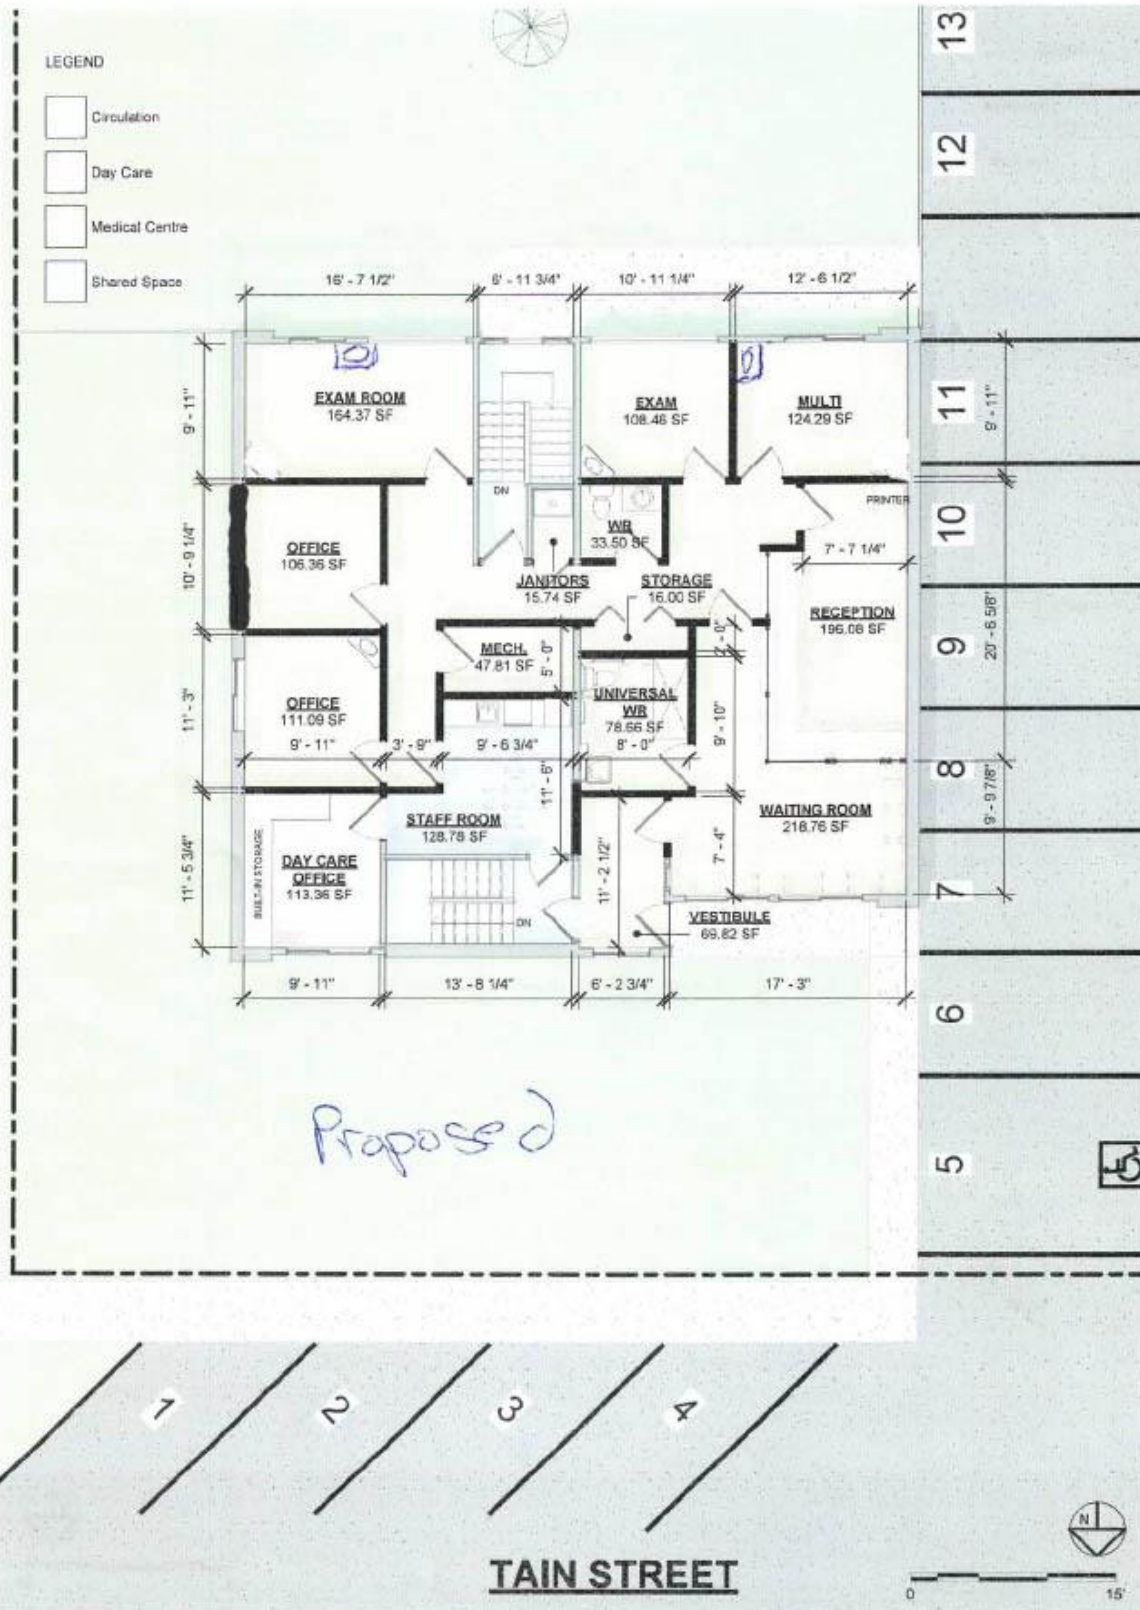 13
LEGEND
Circulation
12
Day Care
Medical Centre
Shared Space
16' - 7 1/2"
6' - 11 3/4"
10' - 11 1/4"
12' - 6 1/2"
9' - 11"
EXAM ROOM
164.37 SF
EXAM
108.46 SF
MULTI
124.29 SF
11
9' - 11"
DN
PRINTER
10' - 9 1/4"
OFFICE
106.36 SF
WR
33.50 SF
10
7' - 7 1/4"
JANITORS
15.74 SF
STORAGE
16.00 SF
RECEPTION
196.08 SF
20' - 6 5/8"
9
MECH.
47.81 SF
5' - 0"
2' - 0"
11' - 3"
OFFICE
111.09 SF
9' - 11"
3' - 9"
9' - 6 3/4"
UNIVERSAL
WR
78.66 SF
8' - 0"
9' - 10"
8
11' - 6"
STAFF ROOM
128.78 SF
WAITING ROOM
218.76 SF
9' - 9 7/8"
11' - 5 3/4"
BUILT-IN STORAGE
DAY CARE
OFFICE
113.36 SF
11' - 2 1/2"
7' - 4"
7
DN
VESTIBULE
69.82 SF
9' - 11"
13' - 8 1/4"
6' - 2 3/4"
17' - 3"
6
Proposed
5
1
2
3
4
N
TAIN STREET
0
15'